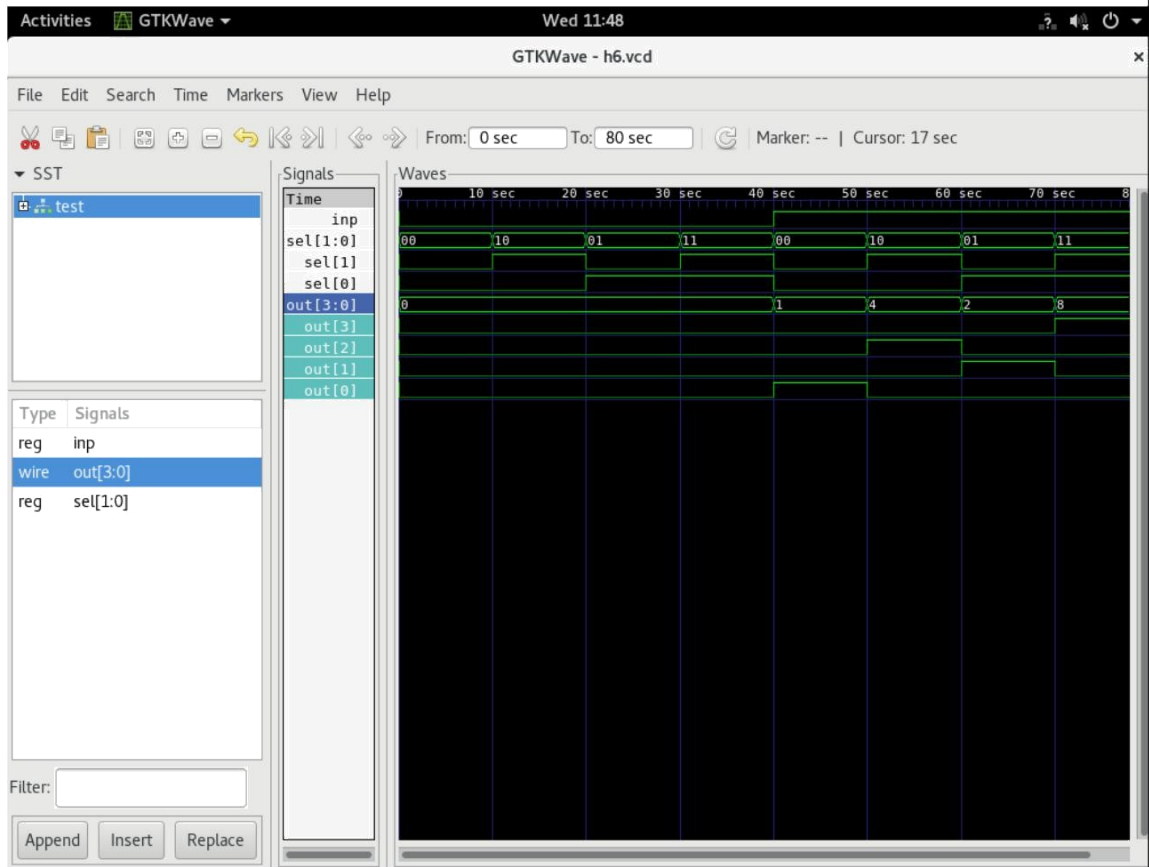 Activities GTKWave Wed 11:48
GTKWave - h6.vcd
File Edit Search Time Markers View Help
From: 0 sec To: 80 sec Marker: -- | Cursor: 17 sec
SST
test
Type Signals
reg inp
wire out[3:0]
reg sel[1:0]
Filter:
Append Insert Replace
Signals
Time
inp
sel[1:0]
sel[1]
sel[0]
out[3:0]
out[3]
out[2]
out[1]
out[0]
Waves
0 10 sec 20 sec 30 sec 40 sec 50 sec 60 sec 70 sec 8
00 10 01 11 00 10 01 11
0 1 4 2 8